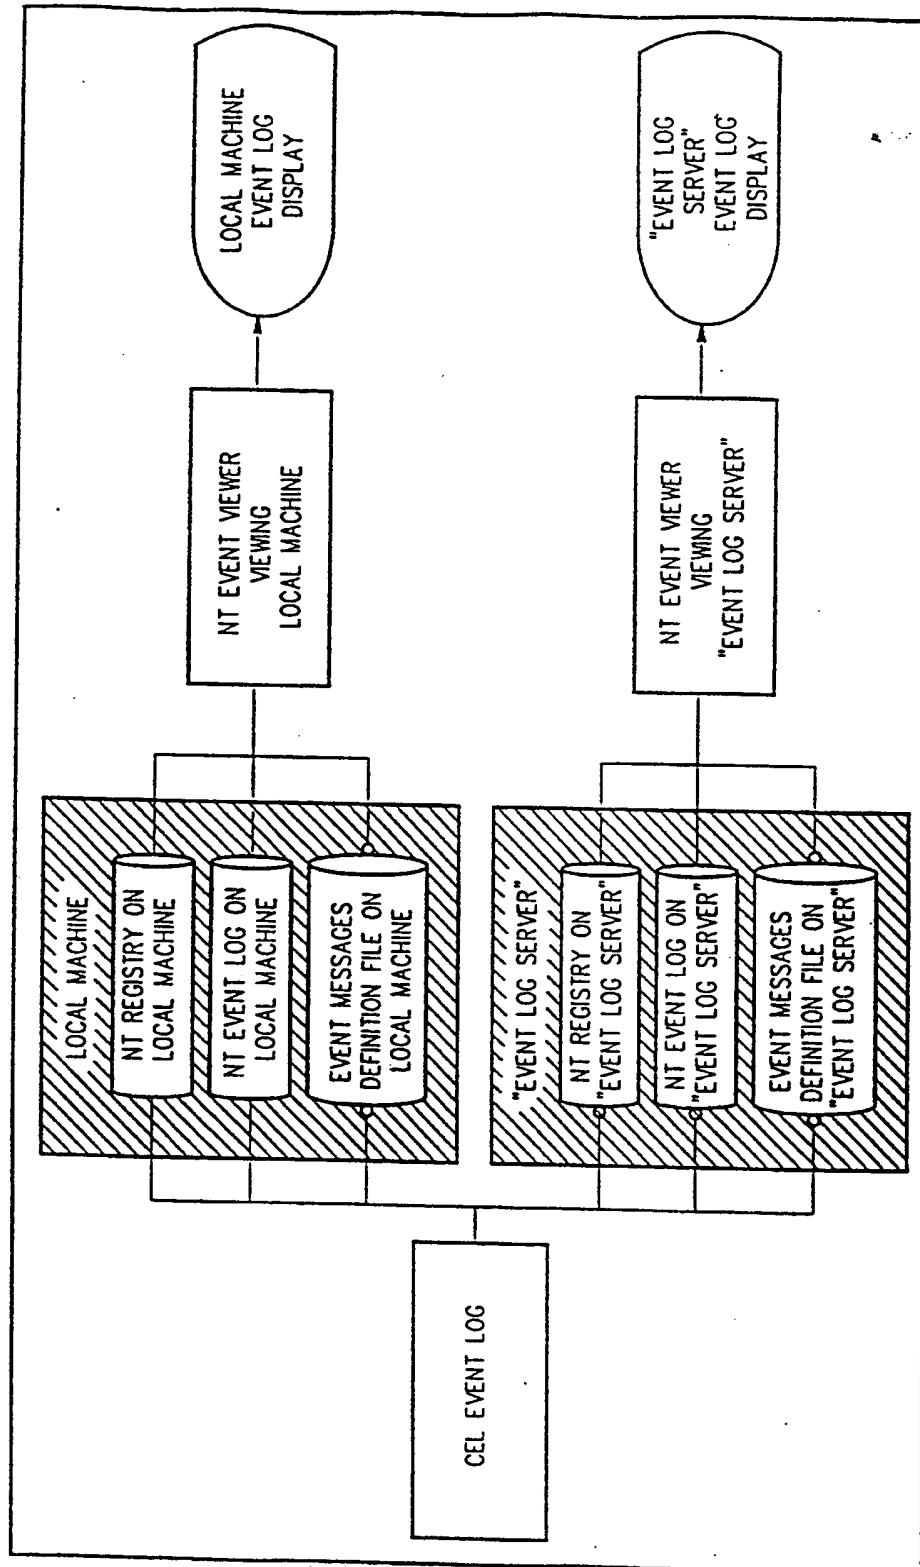 CEL EVENT LOG
LOCAL MACHINE
NT REGISTRY ON
LOCAL MACHINE
NT EVENT LOG ON
LOCAL MACHINE
EVENT MESSAGES
DEFINITION FILE ON
LOCAL MACHINE
NT EVENT VIEWER
VIEWING
LOCAL MACHINE
LOCAL MACHINE
EVENT LOG
DISPLAY
"EVENT LOG SERVER"
NT REGISTRY ON
"EVENT LOG SERVER"
NT EVENT LOG ON
"EVENT LOG SERVER"
EVENT MESSAGES
DEFINITION FILE ON
"EVENT LOG SERVER"
NT EVENT VIEWER
VIEWING
"EVENT LOG SERVER"
"EVENT LOG
SERVER"
EVENT LOG
DISPLAY